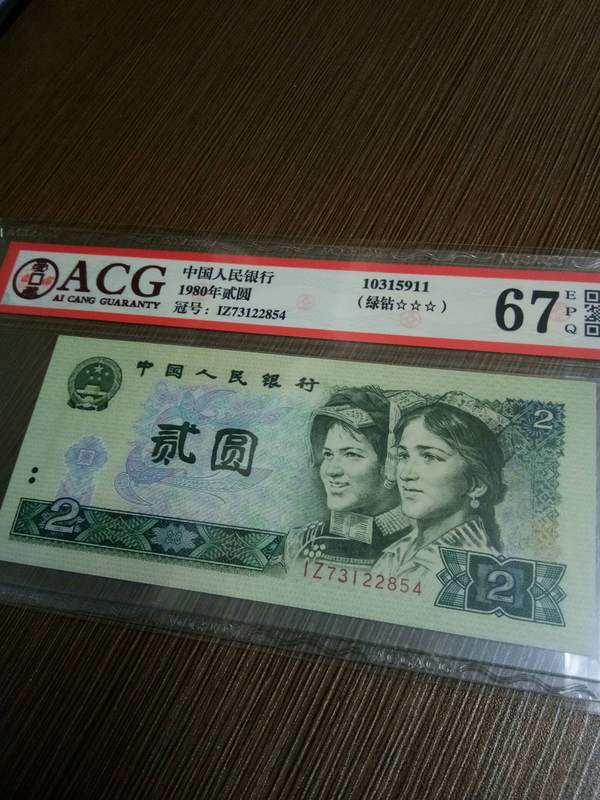 ACG
AI CANG GUARANTY
中国人民银行
1980年贰圆
冠号：IZ73122854
10315911
（绿钻☆☆☆）
67
EPQ
中国人民银行
贰圆
2
2
IZ73122854
2